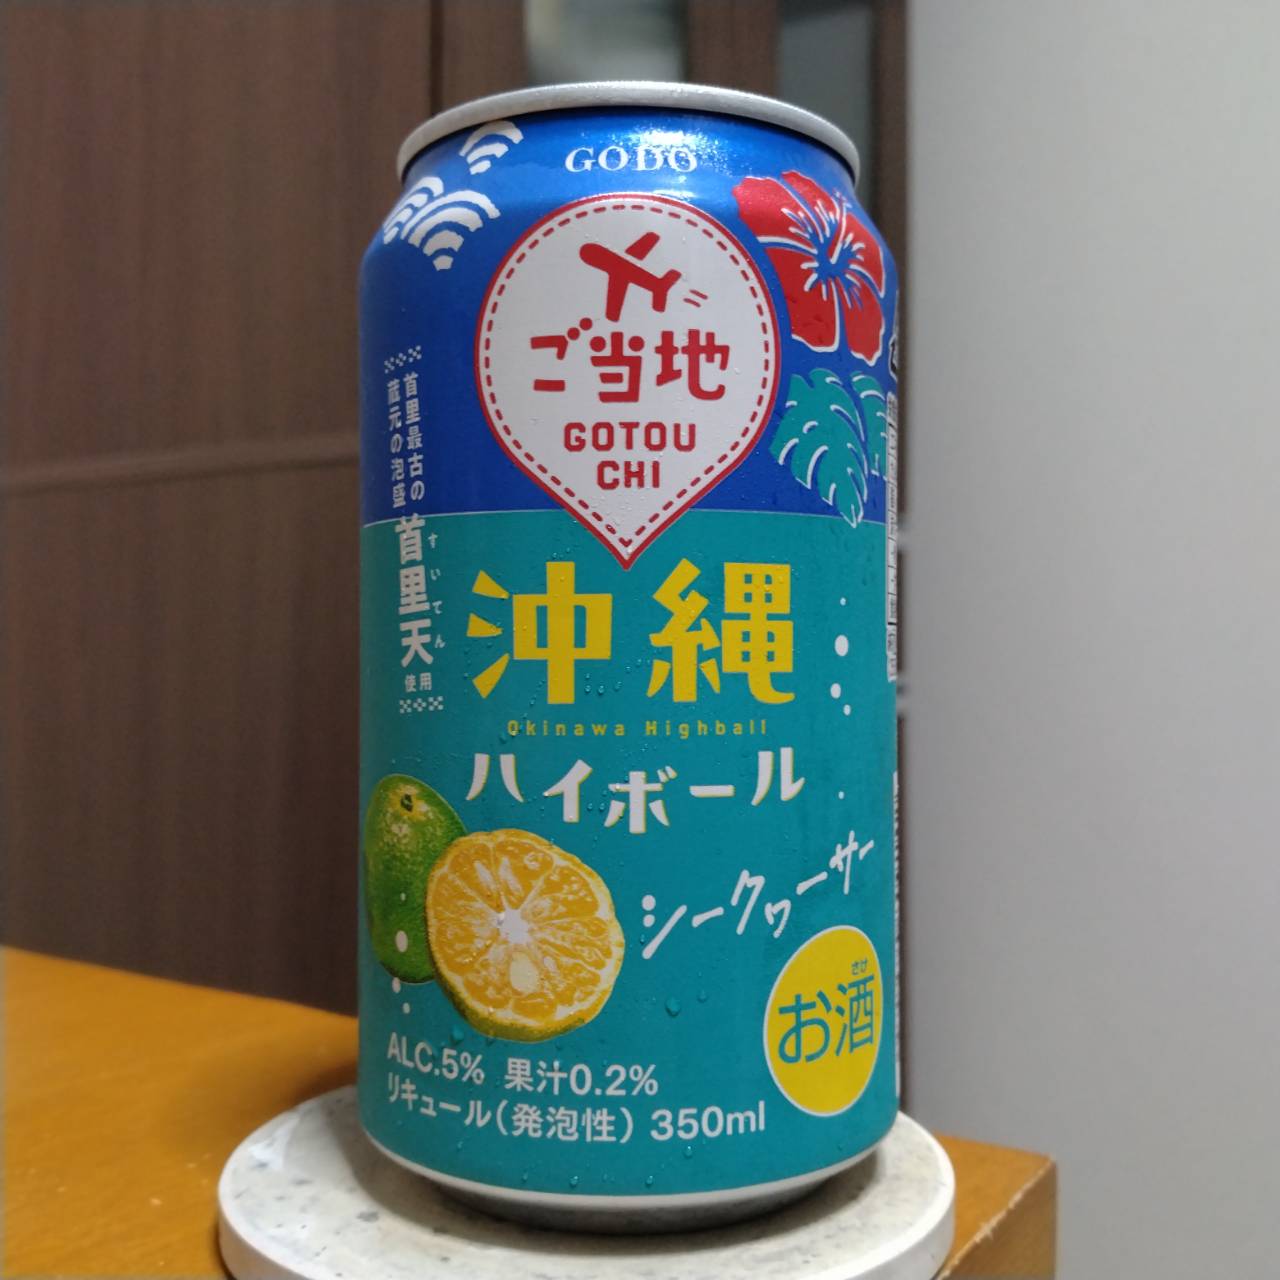 GODO
ご当地
GOTOU
CHI
首里最古の
蔵元の泡盛
首里天
すいてん
使用
沖縄
Okinawa Highball
ハイボール
シークヮーサー
さけ
お酒
ALC.5% 果汁0.2%
リキュール(発泡性) 350ml